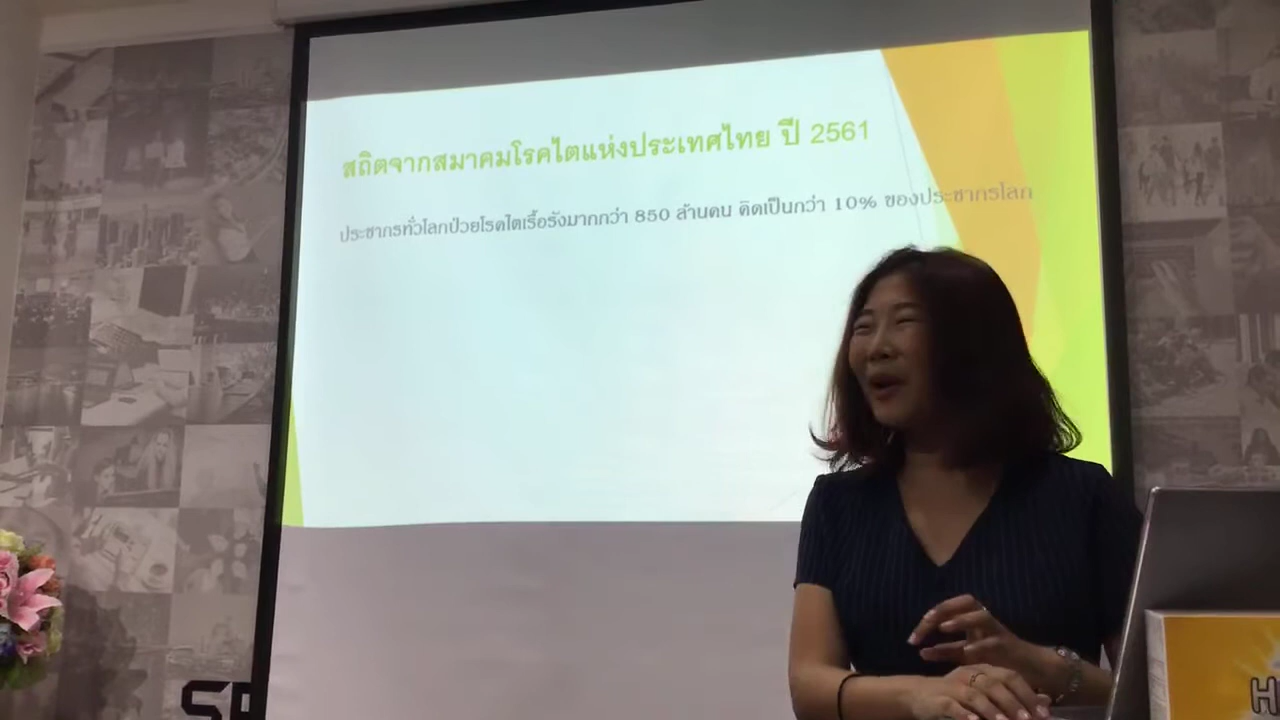 สถิตจากสมาคมโรคไตแห่งประเทศไทย ปี 2561
ประชากรทั่วโลกป่วยโรคไตเรื้อรังมากกว่า 850 ล้านคน คิดเป็นกว่า 10% ของประชากรโลก